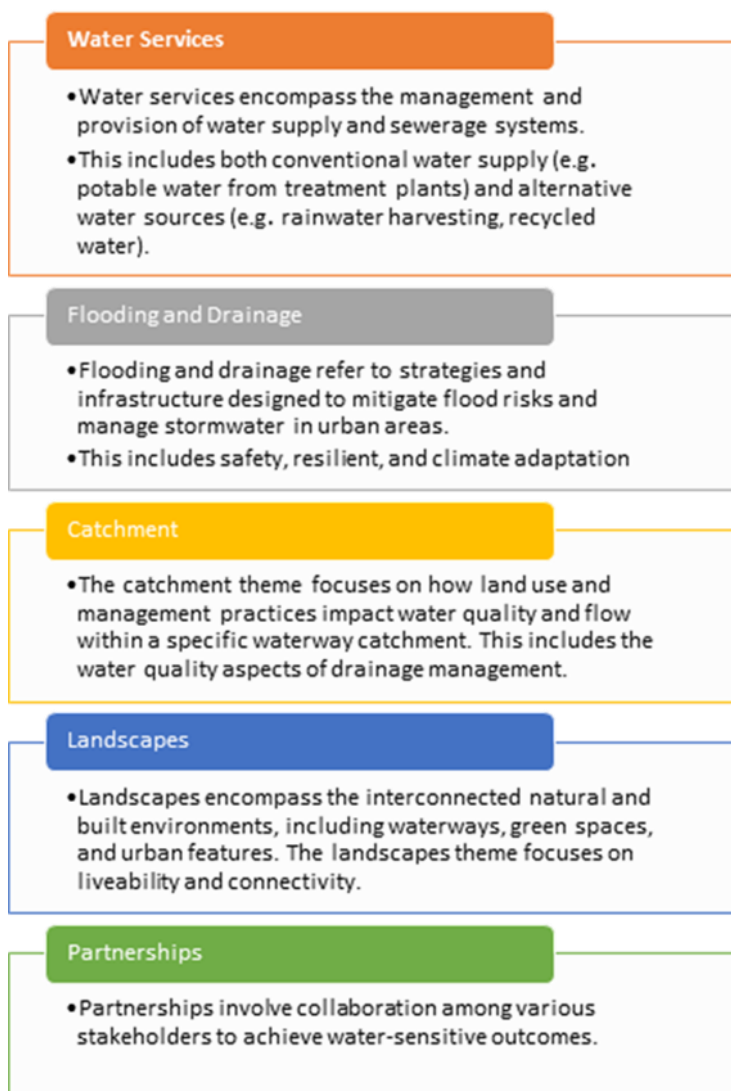 Water Services
•Water services encompass the management and
provision of water supply and sewerage systems.
•This includes both conventional water supply (e.g.
potable water from treatment plants) and alternative
water sources (e.g. rainwater harvesting, recycled
water).
Flooding and Drainage
•Flooding and drainage refer to strategies and
infrastructure designed to mitigate flood risks and
manage stormwater in urban areas.
•This includes safety, resilient, and climate adaptation
Catchment
•The catchment theme focuses on how land use and
management practices impact water quality and flow
within a specific waterway catchment. This includes the
water quality aspects of drainage management.
Landscapes
•Landscapes encompass the interconnected natural and
built environments, including waterways, green spaces,
and urban features. The landscapes theme focuses on
liveability and connectivity.
Partnerships
•Partnerships involve collaboration among various
stakeholders to achieve water-sensitive outcomes.